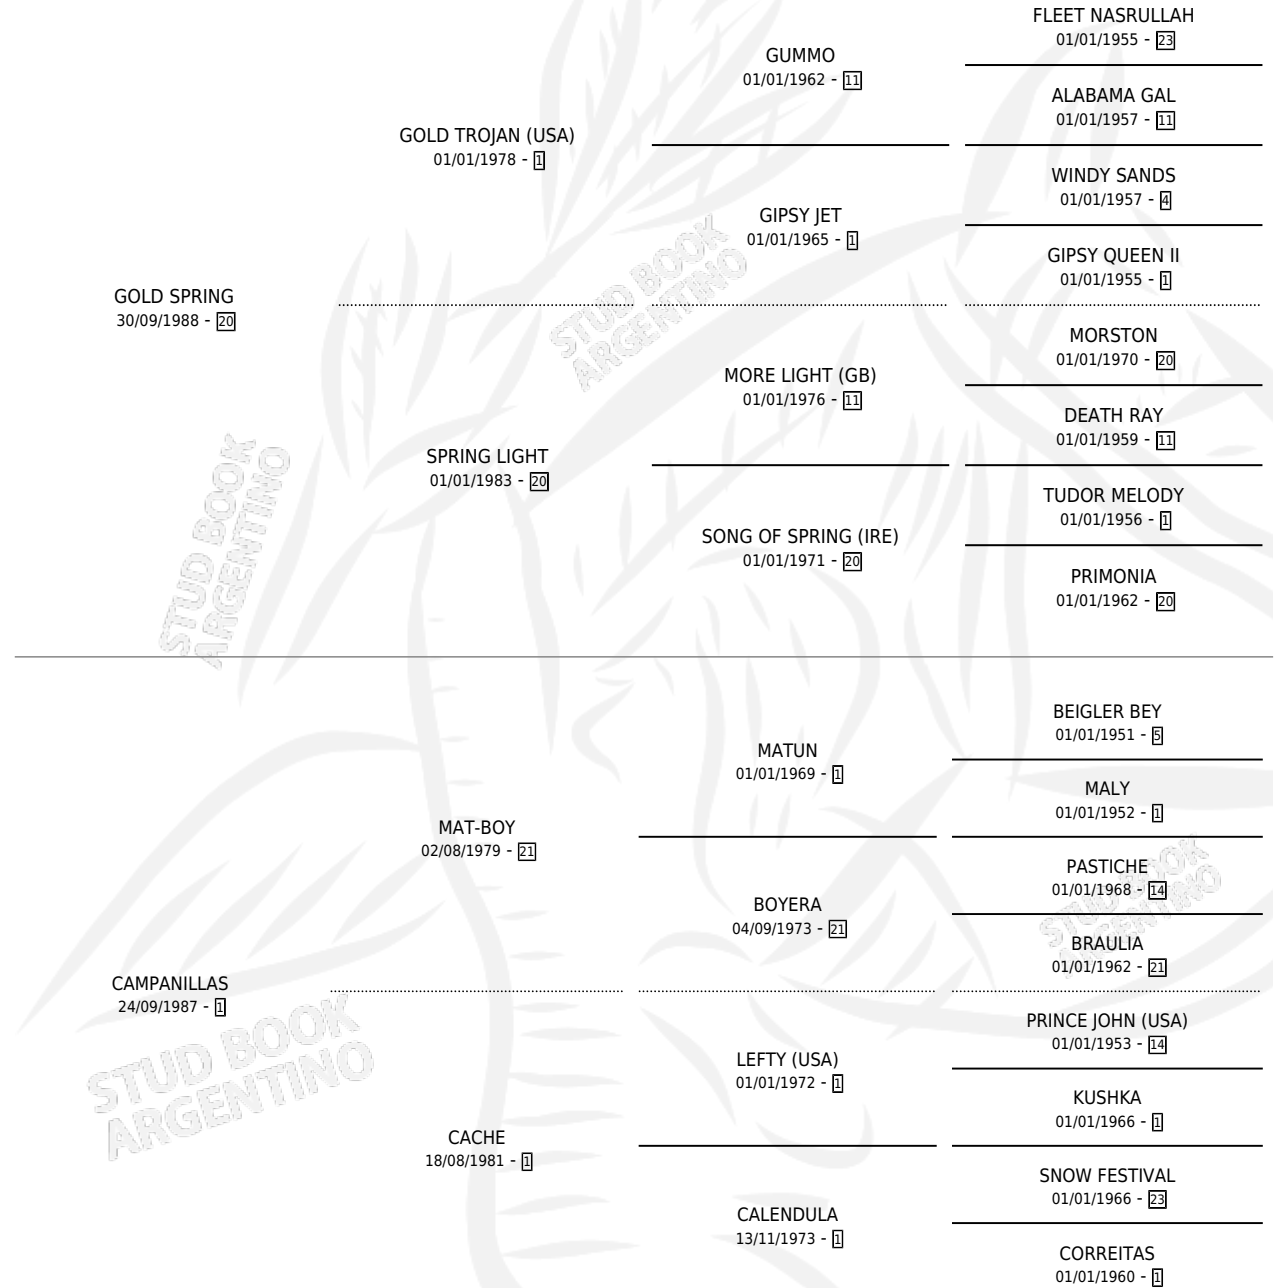 FLEET NASRULLAH
01/01/1955 - 23
GUMMO
01/01/1962 - 11
ALABAMA GAL
01/01/1957 - 11
GOLD TROJAN (USA)
01/01/1978 - 1
WINDY SANDS
01/01/1957 - 4
GIPSY JET
01/01/1965 - 1
GIPSY QUEEN II
01/01/1955 - 1
GOLD SPRING
30/09/1988 - 20
MORSTON
01/01/1970 - 20
MORE LIGHT (GB)
01/01/1976 - 11
DEATH RAY
01/01/1959 - 11
SPRING LIGHT
01/01/1983 - 20
TUDOR MELODY
01/01/1956 - 1
SONG OF SPRING (IRE)
01/01/1971 - 20
PRIMONIA
01/01/1962 - 20
BEIGLER BEY
01/01/1951 - 5
MATUN
01/01/1969 - 1
MALY
01/01/1952 - 1
MAT-BOY
02/08/1979 - 21
PASTICHE
01/01/1968 - 14
BOYERA
04/09/1973 - 21
BRAULIA
01/01/1962 - 21
CAMPANILLAS
24/09/1987 - 1
PRINCE JOHN (USA)
01/01/1953 - 14
LEFTY (USA)
01/01/1972 - 1
KUSHKA
01/01/1966 - 1
CACHE
18/08/1981 - 1
SNOW FESTIVAL
01/01/1966 - 23
CALENDULA
13/11/1973 - 1
CORREITAS
01/01/1960 - 1
STUD BOOK
ARGENTINO
STUD BOOK
ARGENTINO
STUD BOOK
ARGENTINO
STUD BOOK
ARGENTINO